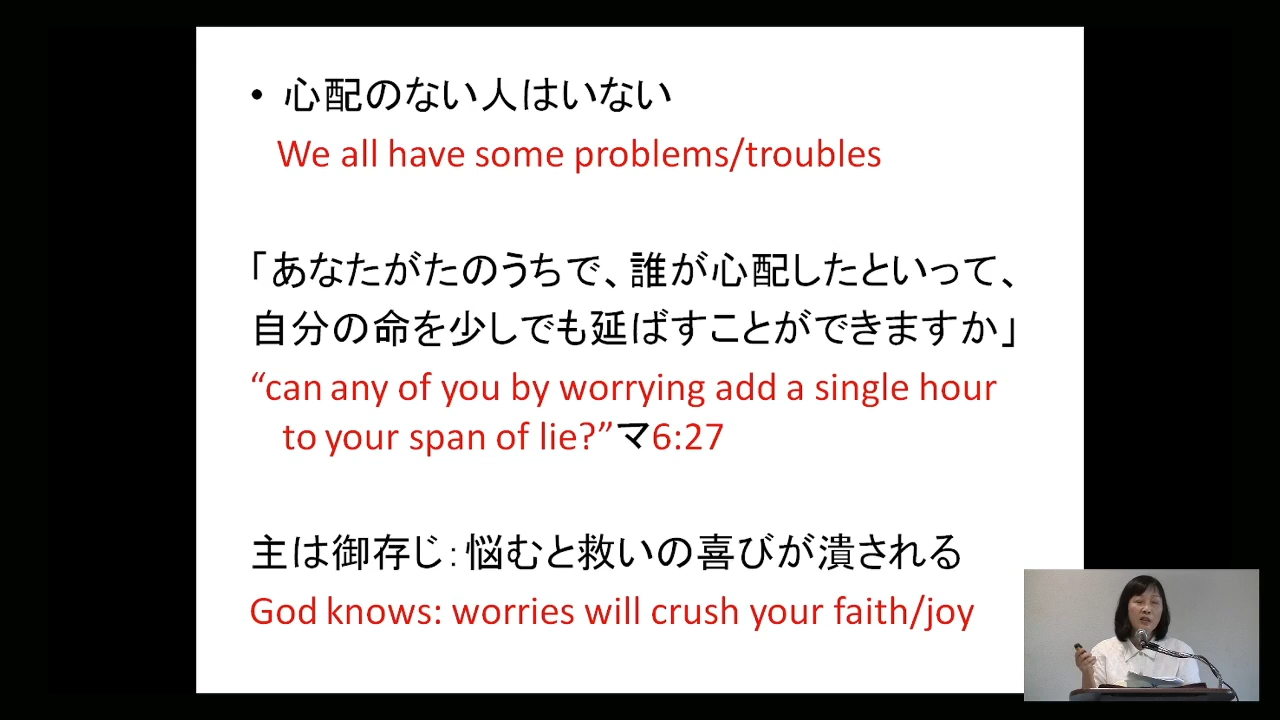 • 心配のない人はいない
We all have some problems/troubles
「あなたがたのうちで、誰が心配したといって、
自分の命を少しでも延ばすことができますか」
“can any of you by worrying add a single hour
to your span of lie?”マ6:27
主は御存じ：悩むと救いの喜びが潰される
God knows: worries will crush your faith/joy